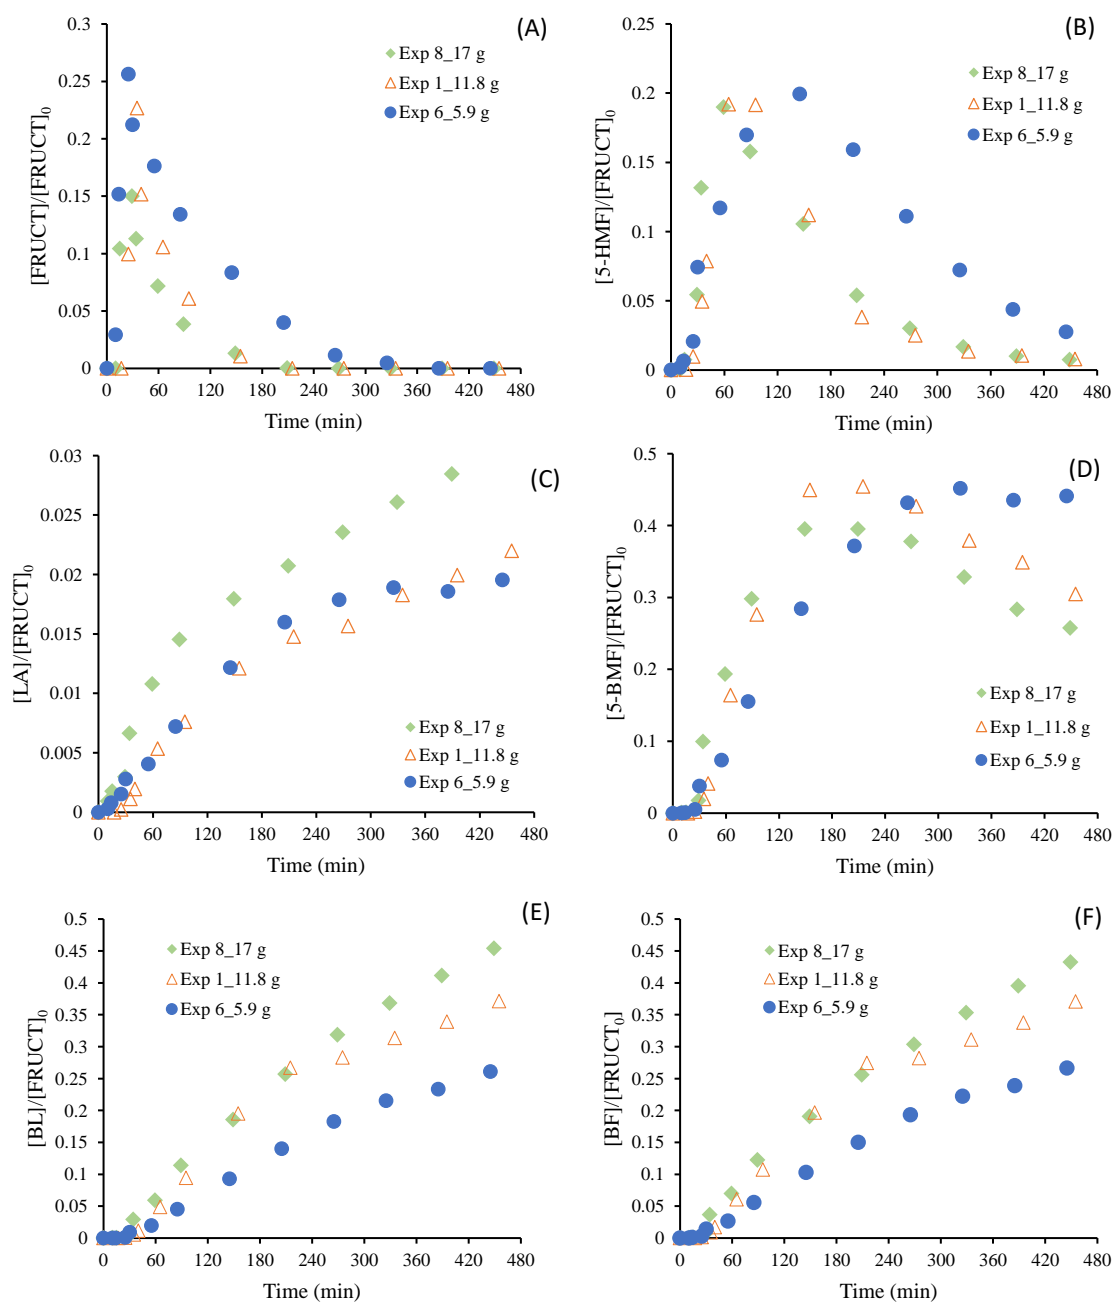 (A)
[FRUCT]/[FRUCT]0
0.3
0.25
0.2
0.15
0.1
0.05
0
0 60 120 180 240 300 360 420 480
Time (min)
Exp 8_17 g
Exp 1_11.8 g
Exp 6_5.9 g
(B)
[5-HMF]/[FRUCT]0
0.25
0.2
0.15
0.1
0.05
0
0 60 120 180 240 300 360 420 480
Time (min)
Exp 8_17 g
Exp 1_11.8 g
Exp 6_5.9 g
(C)
[LA]/[FRUCT]0
0.03
0.025
0.02
0.015
0.01
0.005
0
0 60 120 180 240 300 360 420 480
Time (min)
Exp 8_17 g
Exp 1_11.8 g
Exp 6_5.9 g
(D)
[5-BMF]/[FRUCT]0
0.5
0.4
0.3
0.2
0.1
0
0 60 120 180 240 300 360 420 480
Time (min)
Exp 8_17 g
Exp 1_11.8 g
Exp 6_5.9 g
(E)
[BL]/[FRUCT]0
0.5
0.45
0.4
0.35
0.3
0.25
0.2
0.15
0.1
0.05
0
0 60 120 180 240 300 360 420 480
Time (min)
Exp 8_17 g
Exp 1_11.8 g
Exp 6_5.9 g
(F)
[BF]/[FRUCT0]
0.5
0.45
0.4
0.35
0.3
0.25
0.2
0.15
0.1
0.05
0
0 60 120 180 240 300 360 420 480
Time (min)
Exp 8_17 g
Exp 1_11.8 g
Exp 6_5.9 g